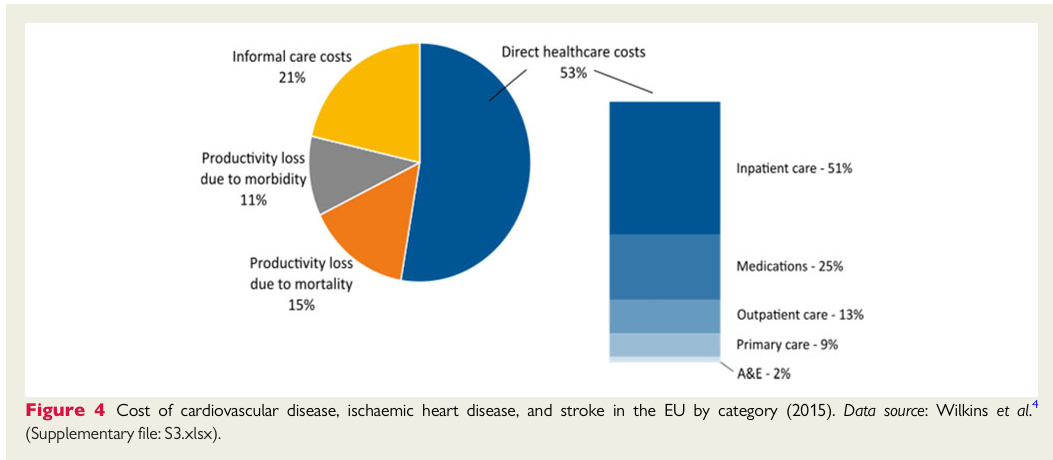 Informal care costs
21%
Direct healthcare costs
53%
Productivity loss
due to morbidity
11%
Productivity loss
due to mortality
15%
Inpatient care - 51%
Medications - 25%
Outpatient care - 13%
Primary care - 9%
A&E - 2%
Figure 4 Cost of cardiovascular disease, ischaemic heart disease, and stroke in the EU by category (2015). Data source: Wilkins et al.4
(Supplementary file: S3.xlsx).